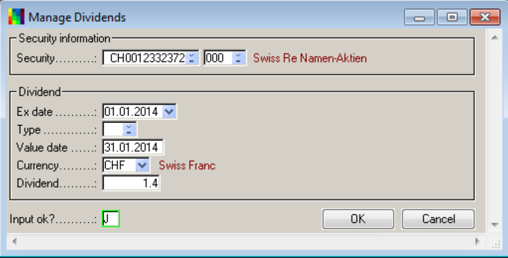 Manage Dividends
Security information
Security..........: CH0012332372 000 Swiss Re Namen-Aktien
Dividend
Ex date .........: 01.01.2014
Type .............:
Value date ......: 31.01.2014
Currency.........: CHF Swiss Franc
Dividend.........: 1.4
Input ok?.........: J OK Cancel